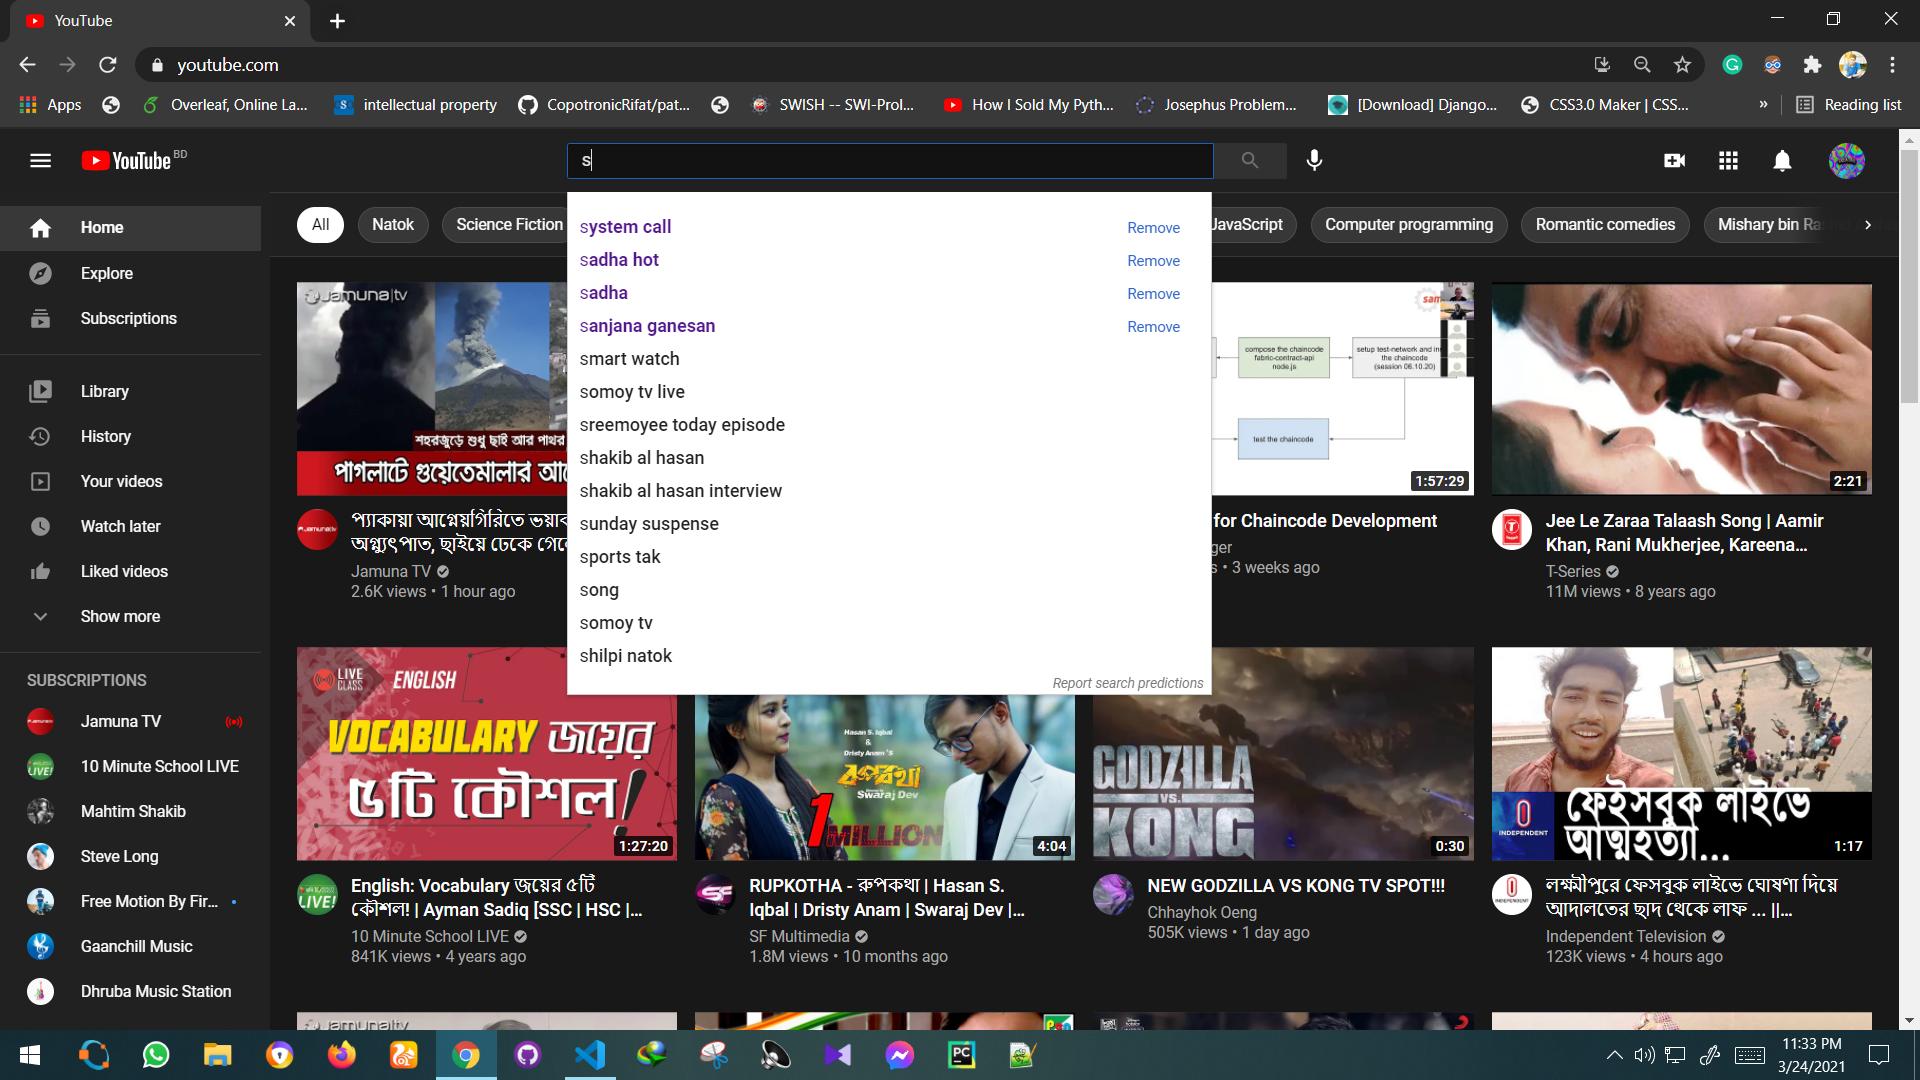 YouTube
youtube.com
Apps
Overleaf, Online La...
intellectual property
CopotronicRifat/pat...
SWISH -- SWI-Prol...
How I Sold My Pyth...
Josephus Problem...
[Download] Django...
CSS3.0 Maker | CSS...
»
Reading list
YouTube BD
s
Home
Explore
Subscriptions
Library
History
Your videos
Watch later
Liked videos
Show more
SUBSCRIPTIONS
Jamuna TV
10 Minute School LIVE
Mahtim Shakib
Steve Long
Free Motion By Fir...
Gaanchill Music
Dhruba Music Station
All
Natok
Science Fiction
JavaScript
Computer programming
Romantic comedies
Mishary bin
system call Remove
sadha hot Remove
sadha Remove
sanjana ganesan Remove
smart watch
somoy tv live
sreemoyee today episode
shakib al hasan
shakib al hasan interview
sunday suspense
sports tak
song
somoy tv
shilpi natok
Report search predictions
Jamuna|tv
শহরজুড়ে শুধু ছাই আর পাথর
পাগলাটে গুয়েতেমালার
প্যাকায়া আগ্নেয়গিরিতে
অগ্ন্যুৎপাত, ছাইয়ে ঢেকে
Jamuna TV
2.6K views • 1 hour ago
sam
compose the chaincode
fabric-contract-api
node.js
setup test-network and
the chaincode
(session 06.10.20)
test the chaincode
1:57:29
for Chaincode Development
ger
s • 3 weeks ago
2:21
Jee Le Zaraa Talaash Song | Aamir
Khan, Rani Mukherjee, Kareena...
T-Series
11M views • 8 years ago
LIVE
CLASS
ENGLISH
VOCABULARY জয়ের
৫টি কৌশল!
1:27:20
English: Vocabulary জয়ের ৫টি
কৌশল! | Ayman Sadiq [SSC | HSC |...
10 Minute School LIVE
841K views • 4 years ago
Hasan S. Iqbal
&
Dristy Anam'S
রূপকথা
Swaraj Dev
1 MILLION
4:04
RUPKOTHA - রুপকথা | Hasan S.
Iqbal | Dristy Anam | Swaraj Dev |...
SF Multimedia
1.8M views • 10 months ago
GODZILLA
VS.
KONG
0:30
NEW GODZILLA VS KONG TV SPOT!!!
Chhayhok Oeng
505K views • 1 day ago
INDEPENDENT
ফেইসবুক লাইভে
আত্মহত্যা...
1:17
লক্ষ্মীপুরে ফেসবুক লাইভে ঘোষণা দিয়ে
আদালতের ছাদ থেকে লাফ ... ||...
Independent Television
123K views • 4 hours ago
Jamuna|tv
11:33 PM
3/24/2021